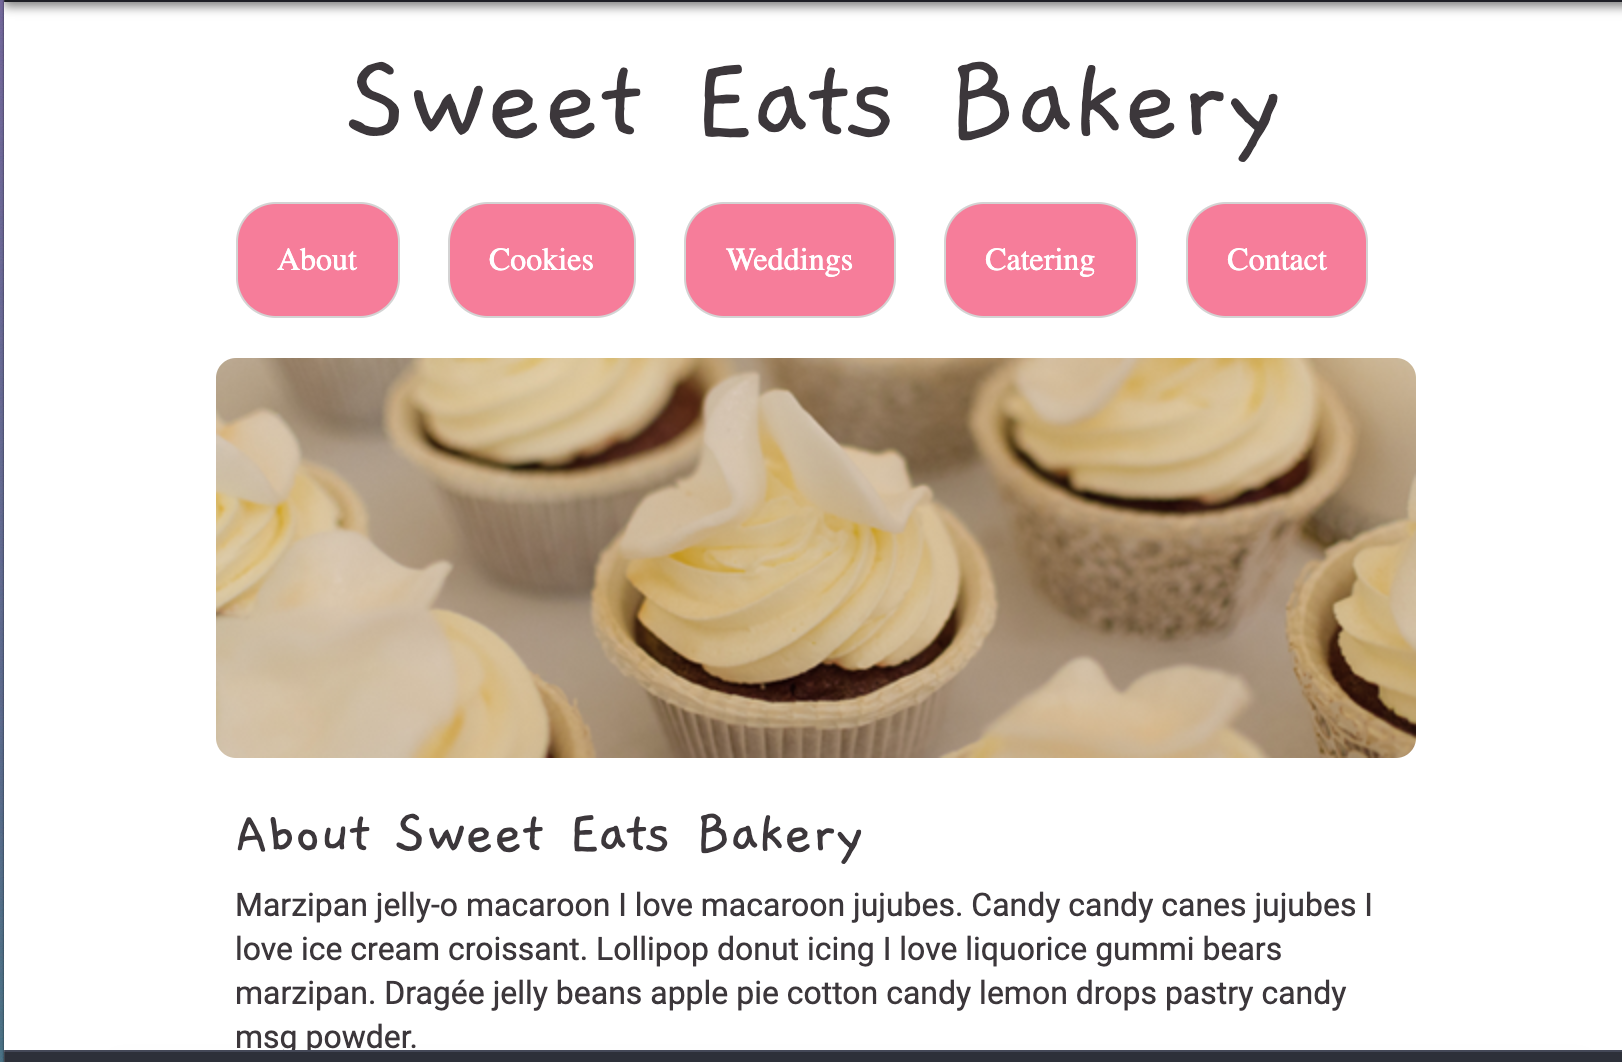 Sweet Eats Bakery
About Cookies Weddings Catering Contact
About Sweet Eats Bakery
Marzipan jelly-o macaroon I love macaroon jujubes. Candy candy canes jujubes I
love ice cream croissant. Lollipop donut icing I love liquorice gummi bears
marzipan. Dragée jelly beans apple pie cotton candy lemon drops pastry candy
msg powder.